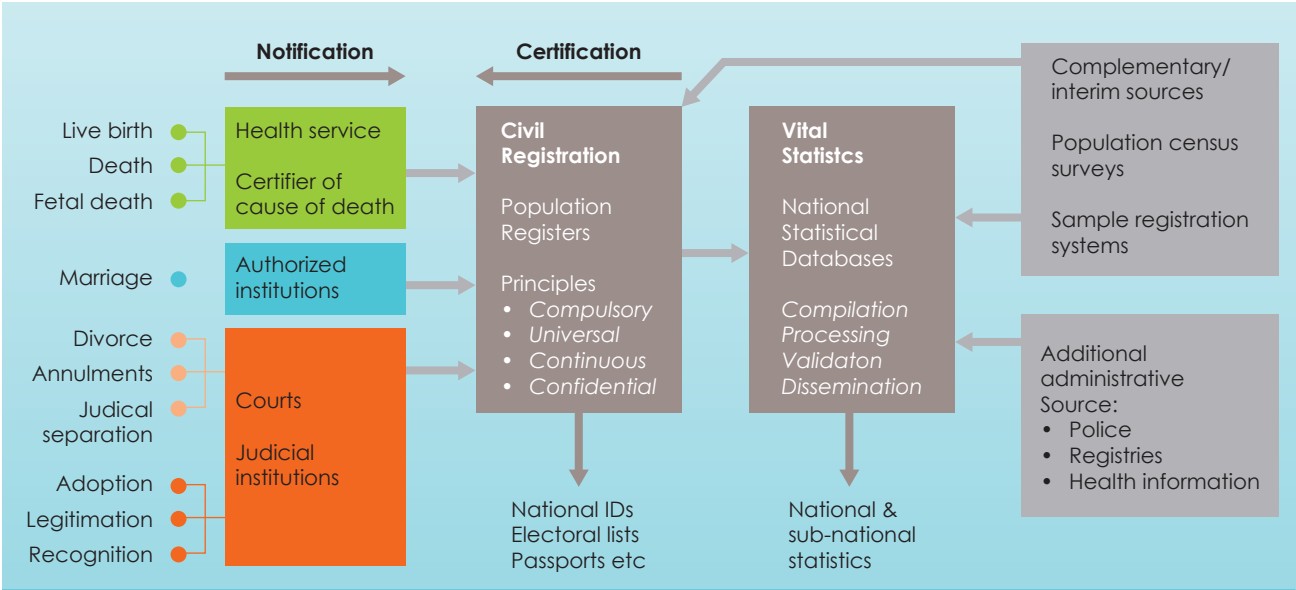 Notification
Certification
Live birth
Death
Fetal death
Health service
Certifier of
cause of death
Marriage
Authorized
institutions
Divorce
Annulments
Judical
separation
Adoption
Legitimation
Recognition
Courts
Judicial
institutions
Civil
Registration
Population
Registers
Principles
• Compulsory
• Universal
• Continuous
• Confidential
National IDs
Electoral lists
Passports etc
Vital
Statistcs
National
Statistical
Databases
Compilation
Processing
Validaton
Dissemination
National &
sub-national
statistics
Complementary/
interim sources
Population census
surveys
Sample registration
systems
Additional
administrative
Source:
• Police
• Registries
• Health information